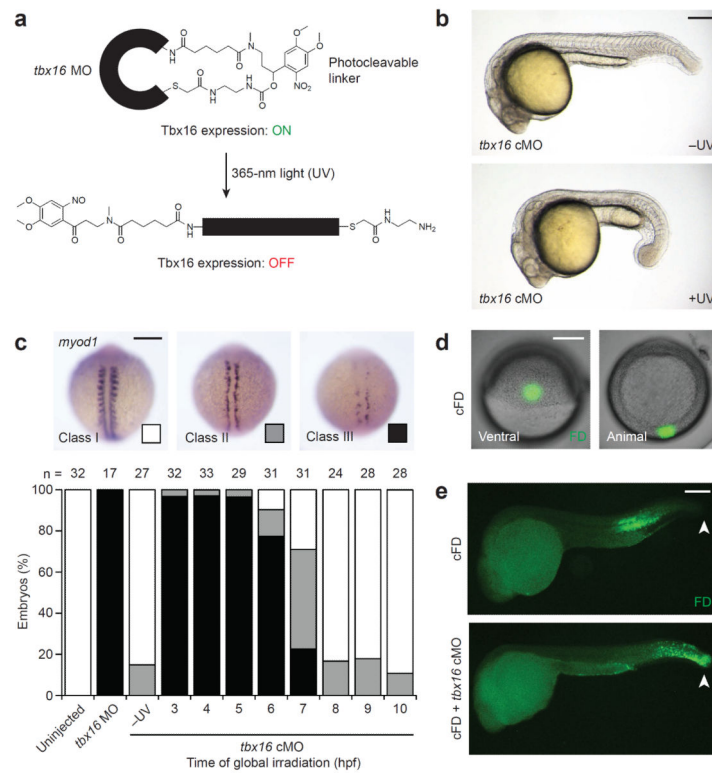 a
tbx16 MO
Photocleavable
linker
Tbx16 expression: ON
365-nm light (UV)
Tbx16 expression: OFF
b
tbx16 cMO
–UV
tbx16 cMO
+UV
c
myod1
Class I
Class II
Class III
n = 32 17 27 32 33 29 31 31 24 28 28
100
80
60
40
20
0
Embryos (%)
Uninjected
tbx16 MO
–UV
3 4 5 6 7 8 9 10
tbx16 cMO
Time of global irradiation (hpf)
d
cFD
Ventral
FD
Animal
e
cFD
FD
cFD + tbx16 cMO